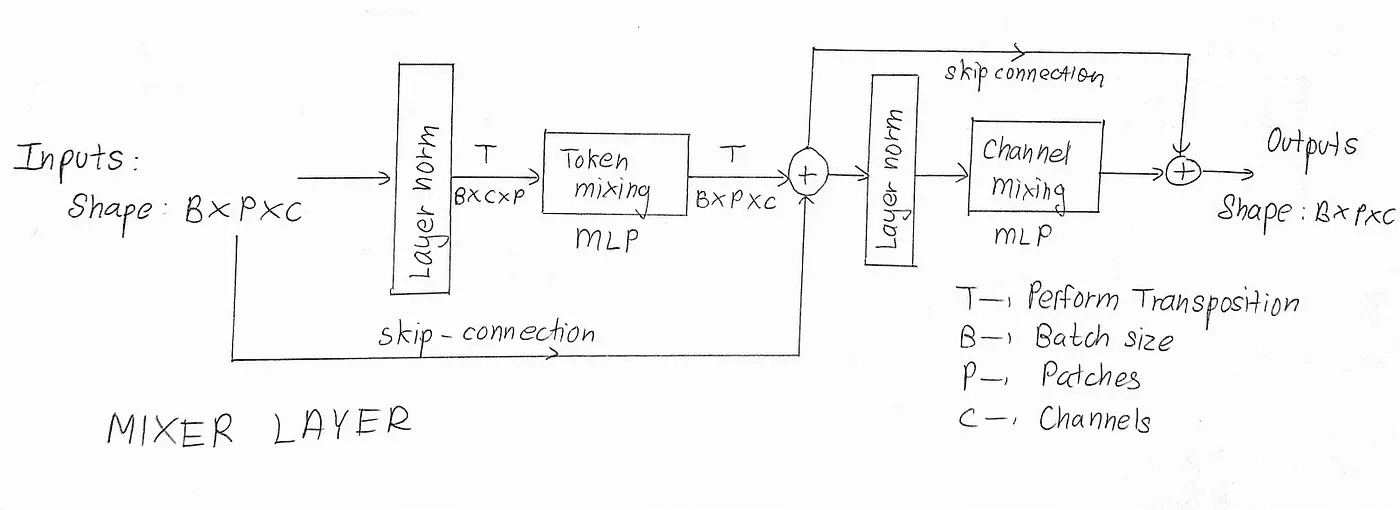 Inputs:
Shape: B×P×C
Layer norm
T
B×C×P
Token
mixing
MLP
T
B×P×C
+
skip-connection
skip connection
Layer norm
Channel
mixing
MLP
+
Outputs
Shape: B×P×C
T→ Perform Transposition
B→ Batch size
P→ Patches
C→ Channels
MIXER LAYER